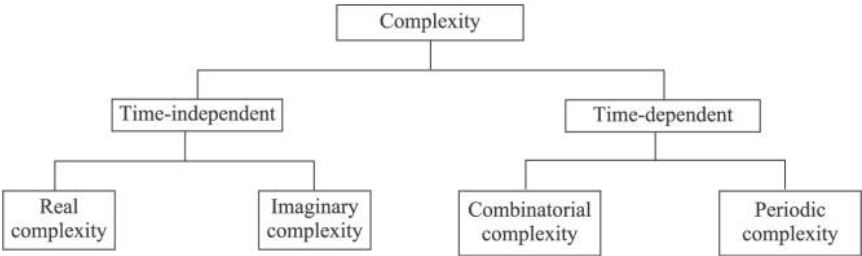 Complexity
Time-independent
Time-dependent
Real
complexity
Imaginary
complexity
Combinatorial
complexity
Periodic
complexity